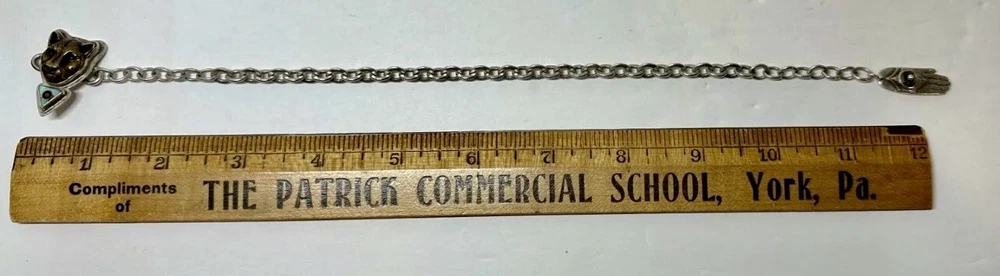 1 2 3 4 5 6 7 8 9 10 11 12
Compliments
of
THE PATRICK COMMERCIAL SCHOOL, York, Pa.